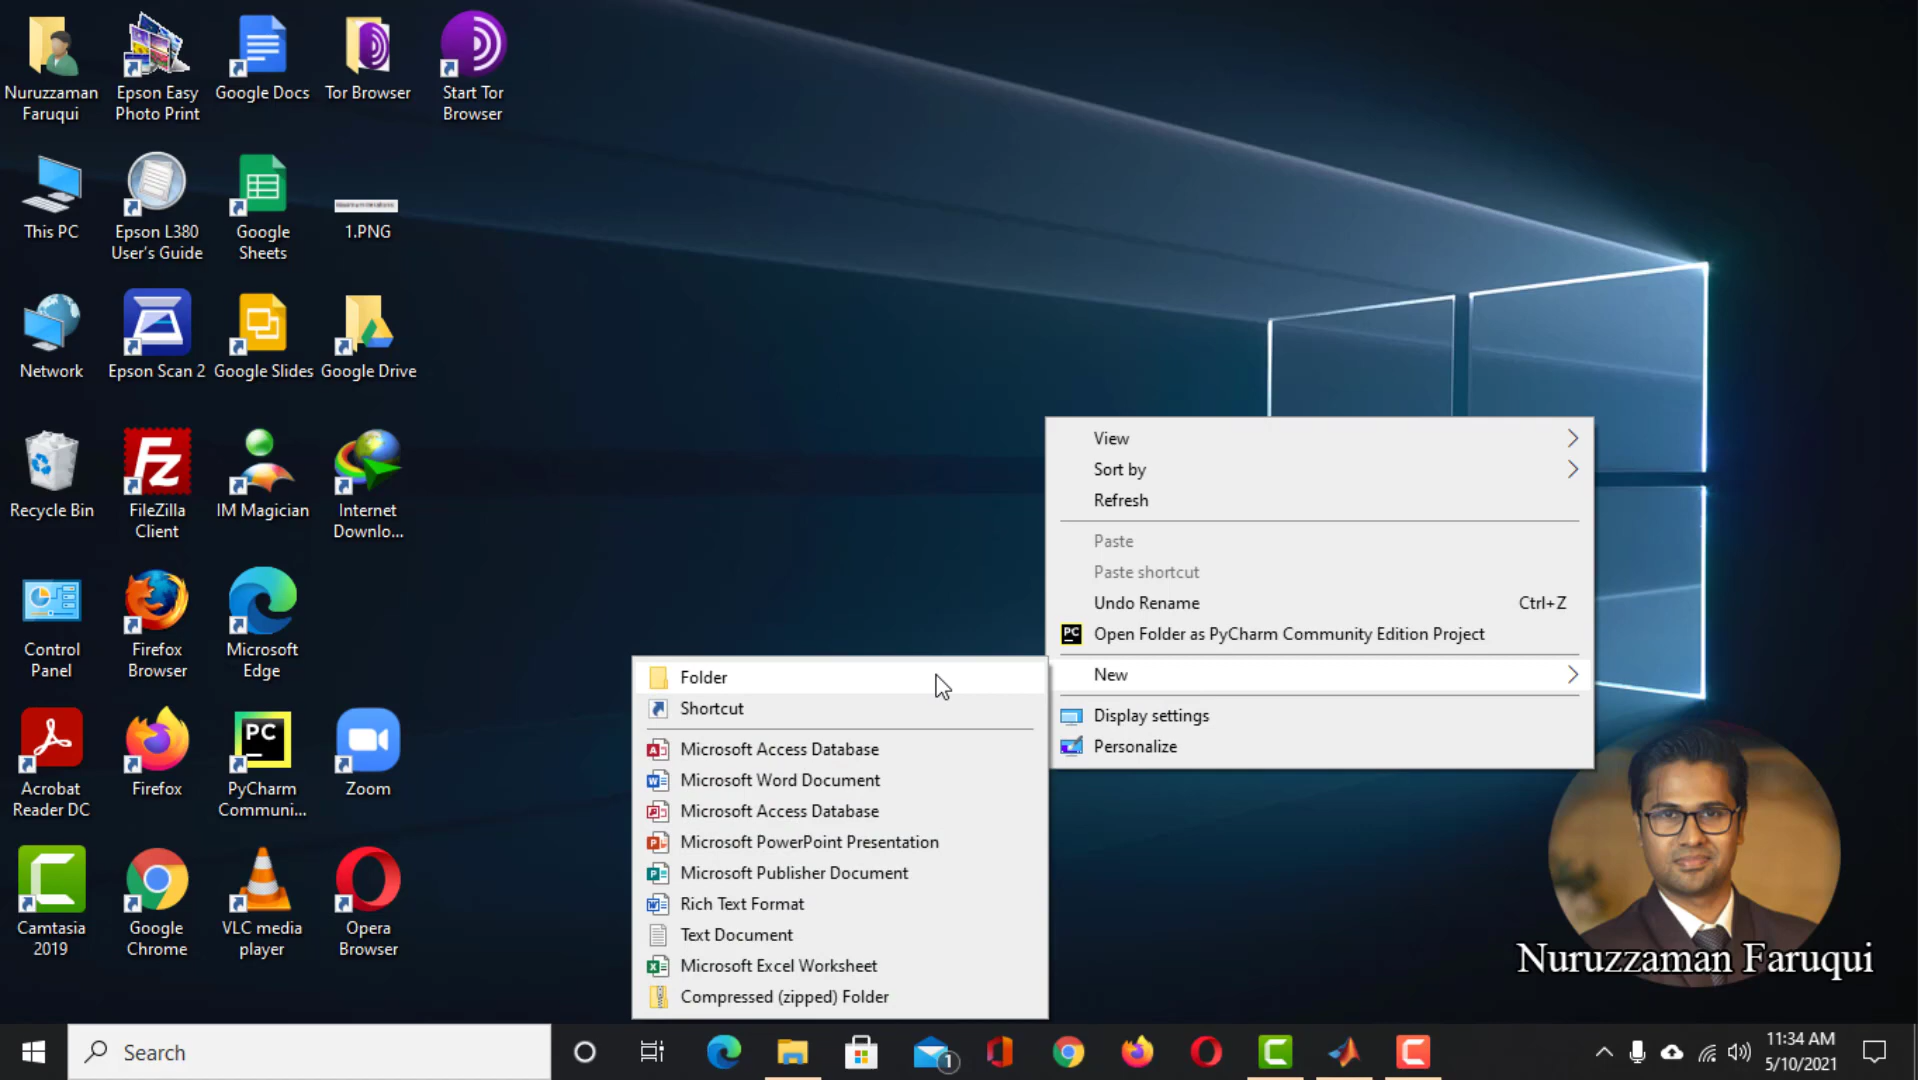 Nuruzzaman
Faruqui
Epson Easy
Photo Print
Google Docs
Tor Browser
Start Tor
Browser
This PC
Epson L380
User's Guide
Google
Sheets
1.PNG
Network
Epson Scan 2
Google Slides
Google Drive
Recycle Bin
FileZilla
Client
IM Magician
Internet
Downlo...
Control
Panel
Firefox
Browser
Microsoft
Edge
Acrobat
Reader DC
Firefox
PC
PyCharm
Communi...
Zoom
Camtasia
2019
Google
Chrome
VLC media
player
Opera
Browser
View
Sort by
Refresh
Paste
Paste shortcut
Undo Rename Ctrl+Z
PC Open Folder as PyCharm Community Edition Project
New
Display settings
Personalize
Folder
Shortcut
Microsoft Access Database
Microsoft Word Document
Microsoft Access Database
Microsoft PowerPoint Presentation
Microsoft Publisher Document
Rich Text Format
Text Document
Microsoft Excel Worksheet
Compressed (zipped) Folder
Nuruzzaman Faruqui
Search
1
11:34 AM
5/10/2021